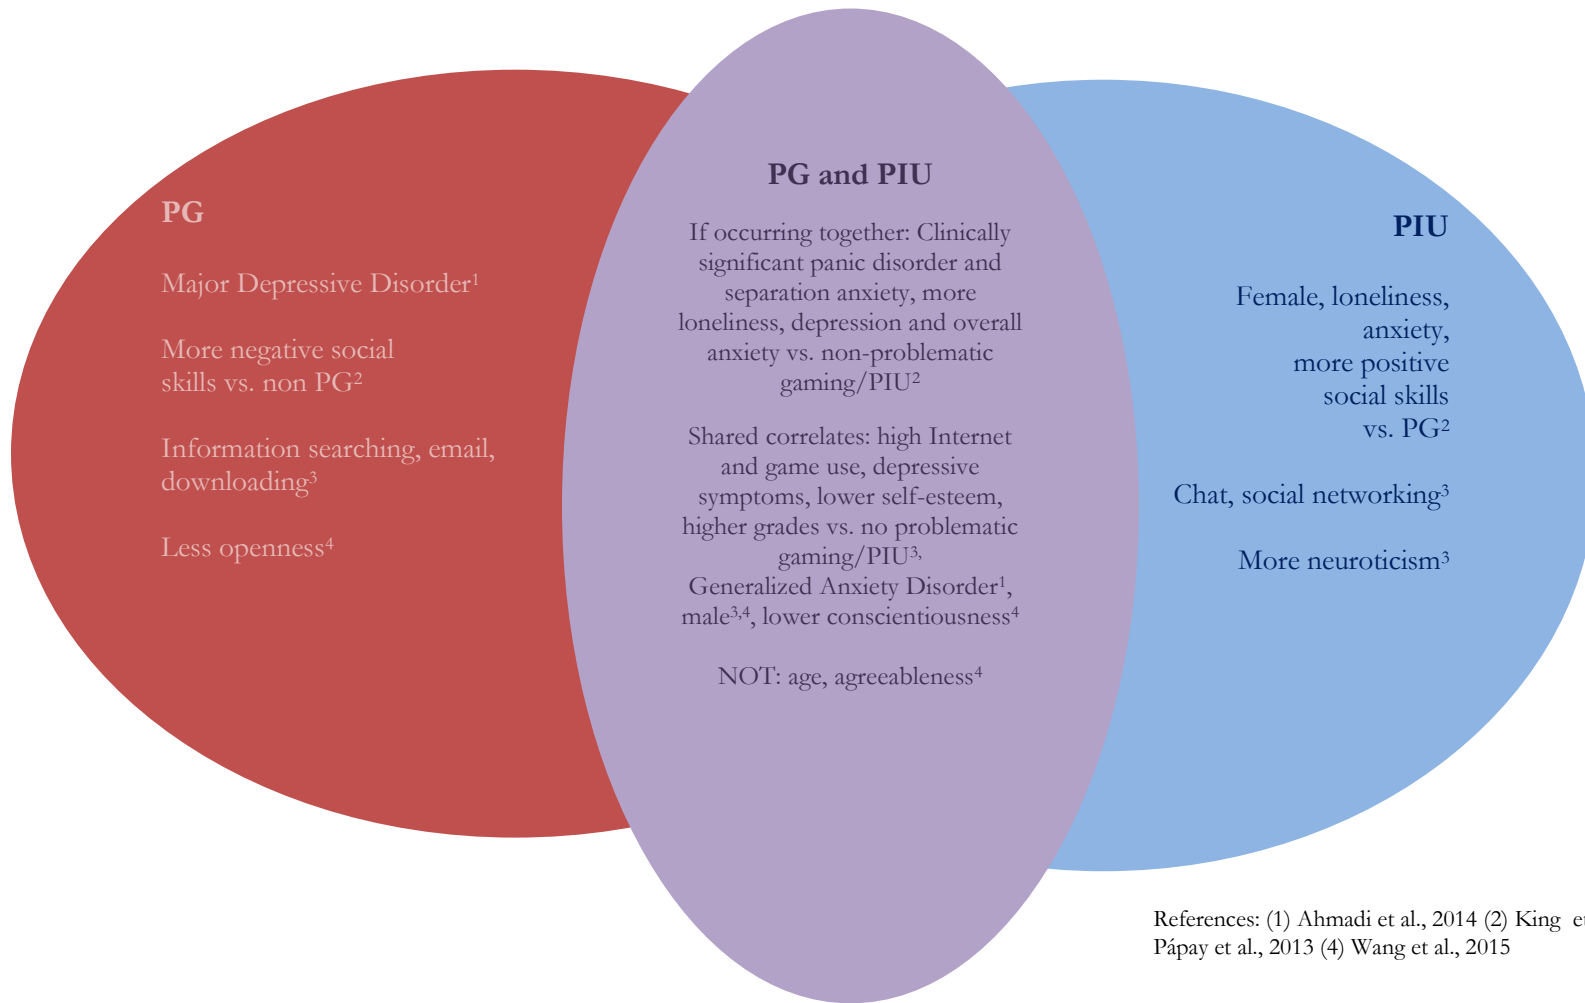 PG
Major Depressive Disorder¹
More negative social
skills vs. non PG²
Information searching, email,
downloading³
Less openness⁴
PG and PIU
If occurring together: Clinically
significant panic disorder and
separation anxiety, more
loneliness, depression and overall
anxiety vs. non-problematic
gaming/PIU²
Shared correlates: high Internet
and game use, depressive
symptoms, lower self-esteem,
higher grades vs. no problematic
gaming/PIU³,
Generalized Anxiety Disorder¹,
male³,⁴, lower conscientiousness⁴
NOT: age, agreeableness⁴
PIU
Female, loneliness,
anxiety,
more positive
social skills
vs. PG²
Chat, social networking³
More neuroticism³
References: (1) Ahmadi et al., 2014 (2) King et
Pápay et al., 2013 (4) Wang et al., 2015